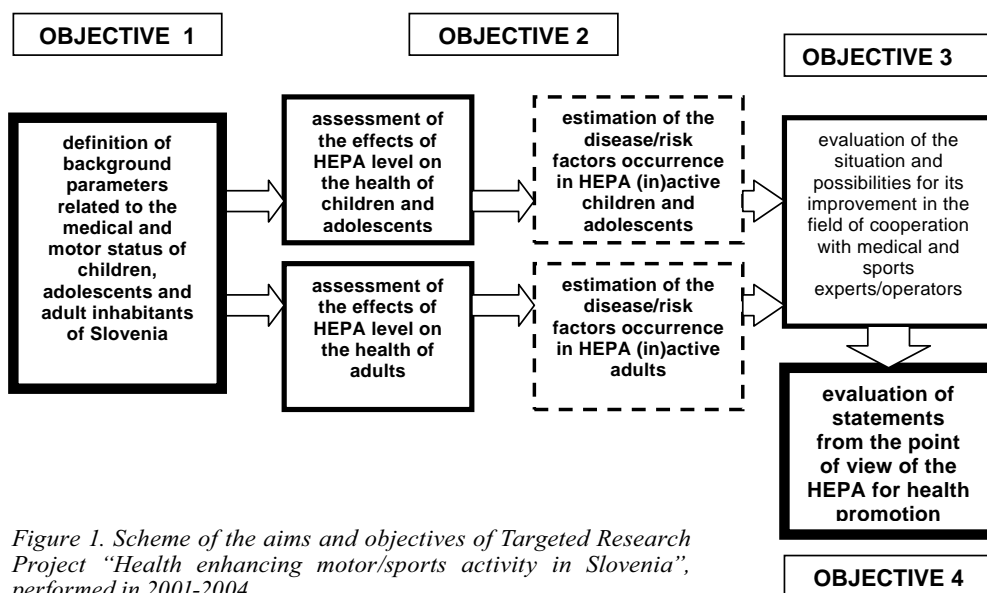 OBJECTIVE 1
OBJECTIVE 2
OBJECTIVE 3
definition of
background
parameters
related to the
medical and
motor status of
children,
adolescents and
adult inhabitants
of Slovenia
assessment of
the effects of
HEPA level on
the health of
children and
adolescents
estimation of the
disease/risk
factors occurrence
in HEPA (in)active
children and
adolescents
assessment of
the effects of
HEPA level on
the health of
adults
estimation of the
disease/risk
factors occurrence
in HEPA (in)active
adults
evaluation of the
situation and
possibilities for its
improvement in the
field of cooperation
with medical and
sports
experts/operators
evaluation of
statements
from the point
of view of the
HEPA for health
promotion
OBJECTIVE 4
Figure 1. Scheme of the aims and objectives of Targeted Research
Project “Health enhancing motor/sports activity in Slovenia”,
performed in 2001-2004